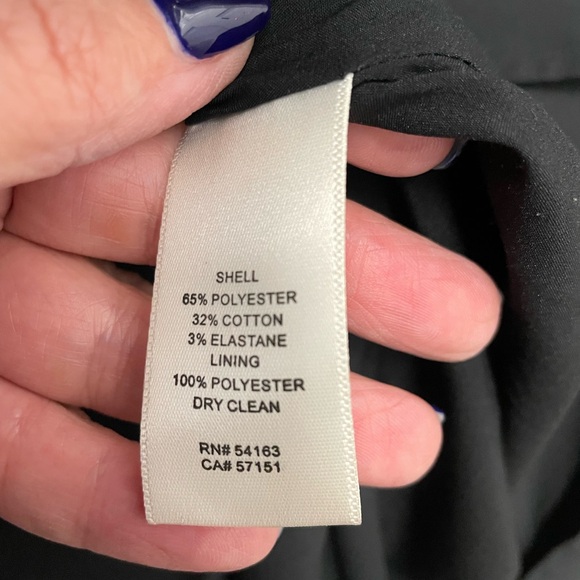 SHELL
65% POLYESTER
32% COTTON
3% ELASTANE
LINING
100% POLYESTER
DRY CLEAN
RN# 54163
CA# 57151